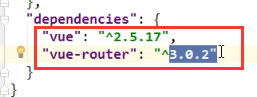 },
"dependencies": {
"vue": "^2.5.17",
"vue-router": "^3.0.2"
}
}